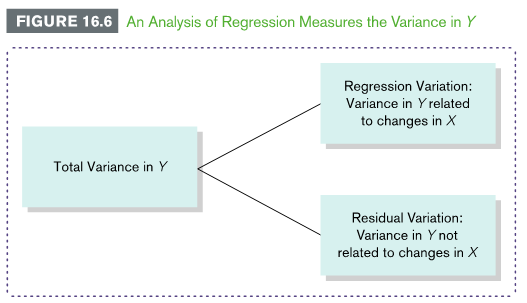 FIGURE 16.6 An Analysis of Regression Measures the Variance in Y
Total Variance in Y
Regression Variation:
Variance in Y related
to changes in X
Residual Variation:
Variance in Y not
related to changes in X